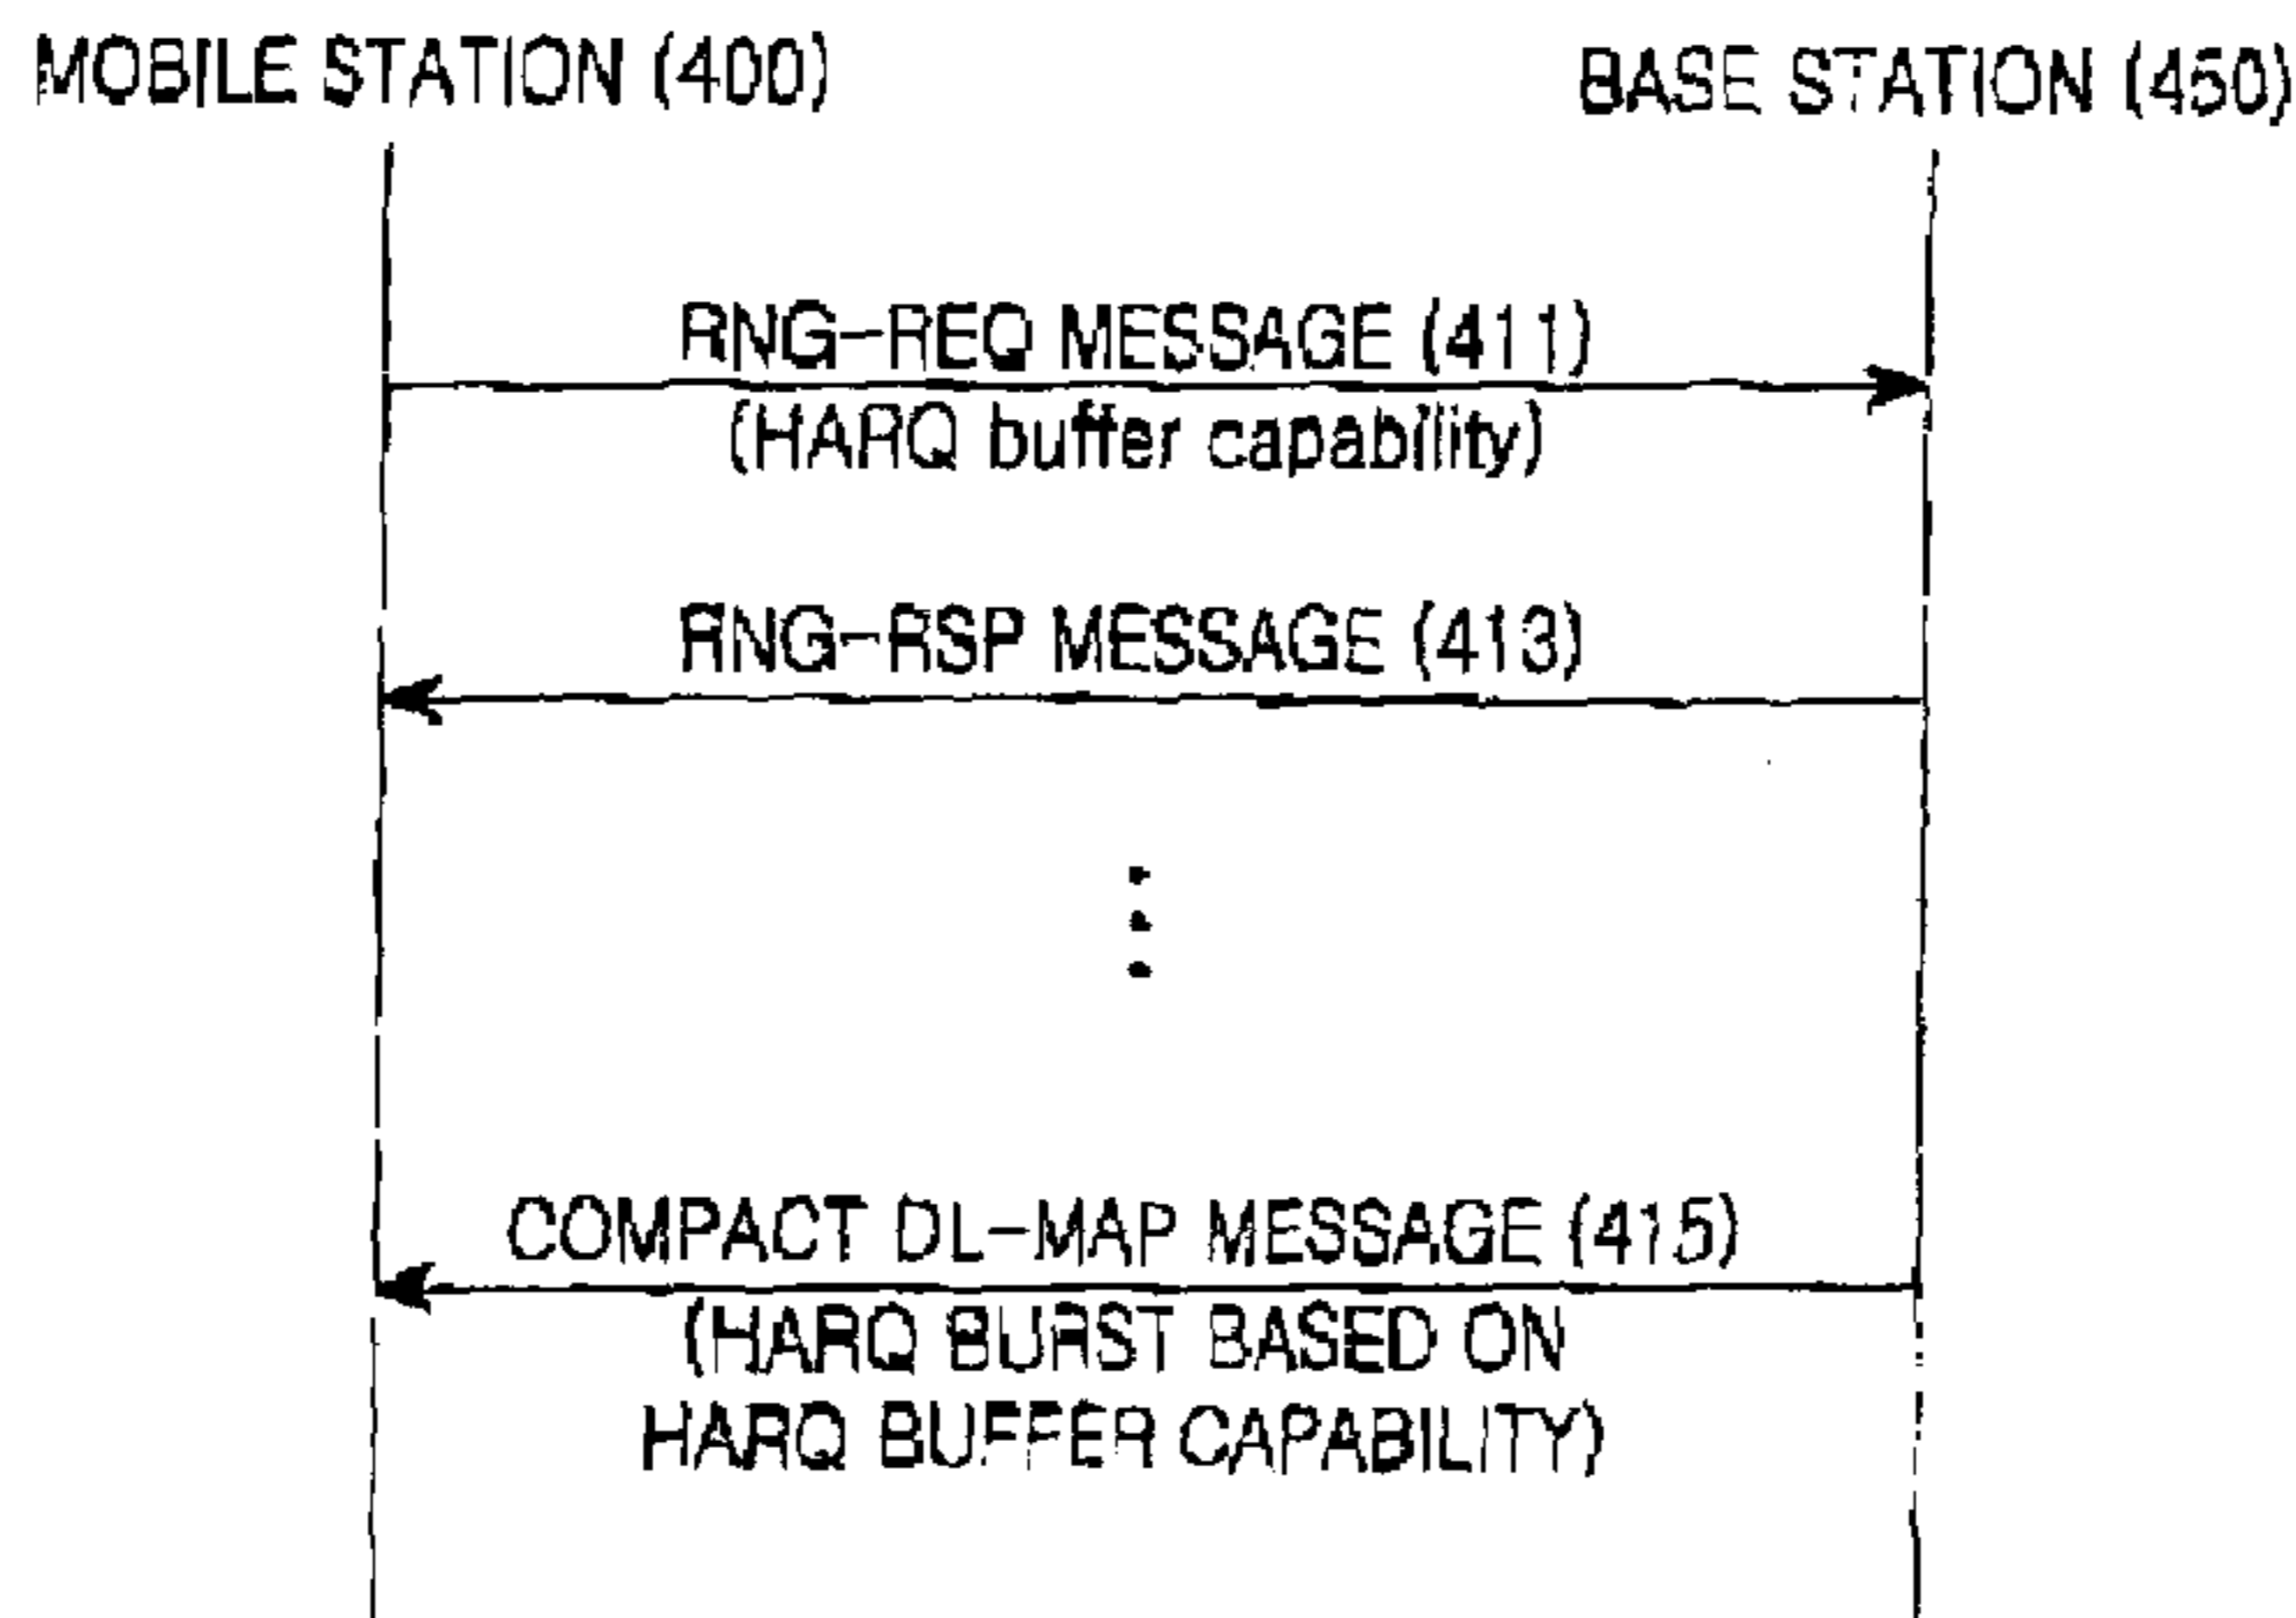 MOBILE STATION (400)
BASE STATION (450)
RNG-REQ MESSAGE (411)
(HARQ buffer capability)
RNG-RSP MESSAGE (413)
COMPACT DL-MAP MESSAGE (415)
(HARQ BURST BASED ON
HARQ BUFFER CAPABILITY)